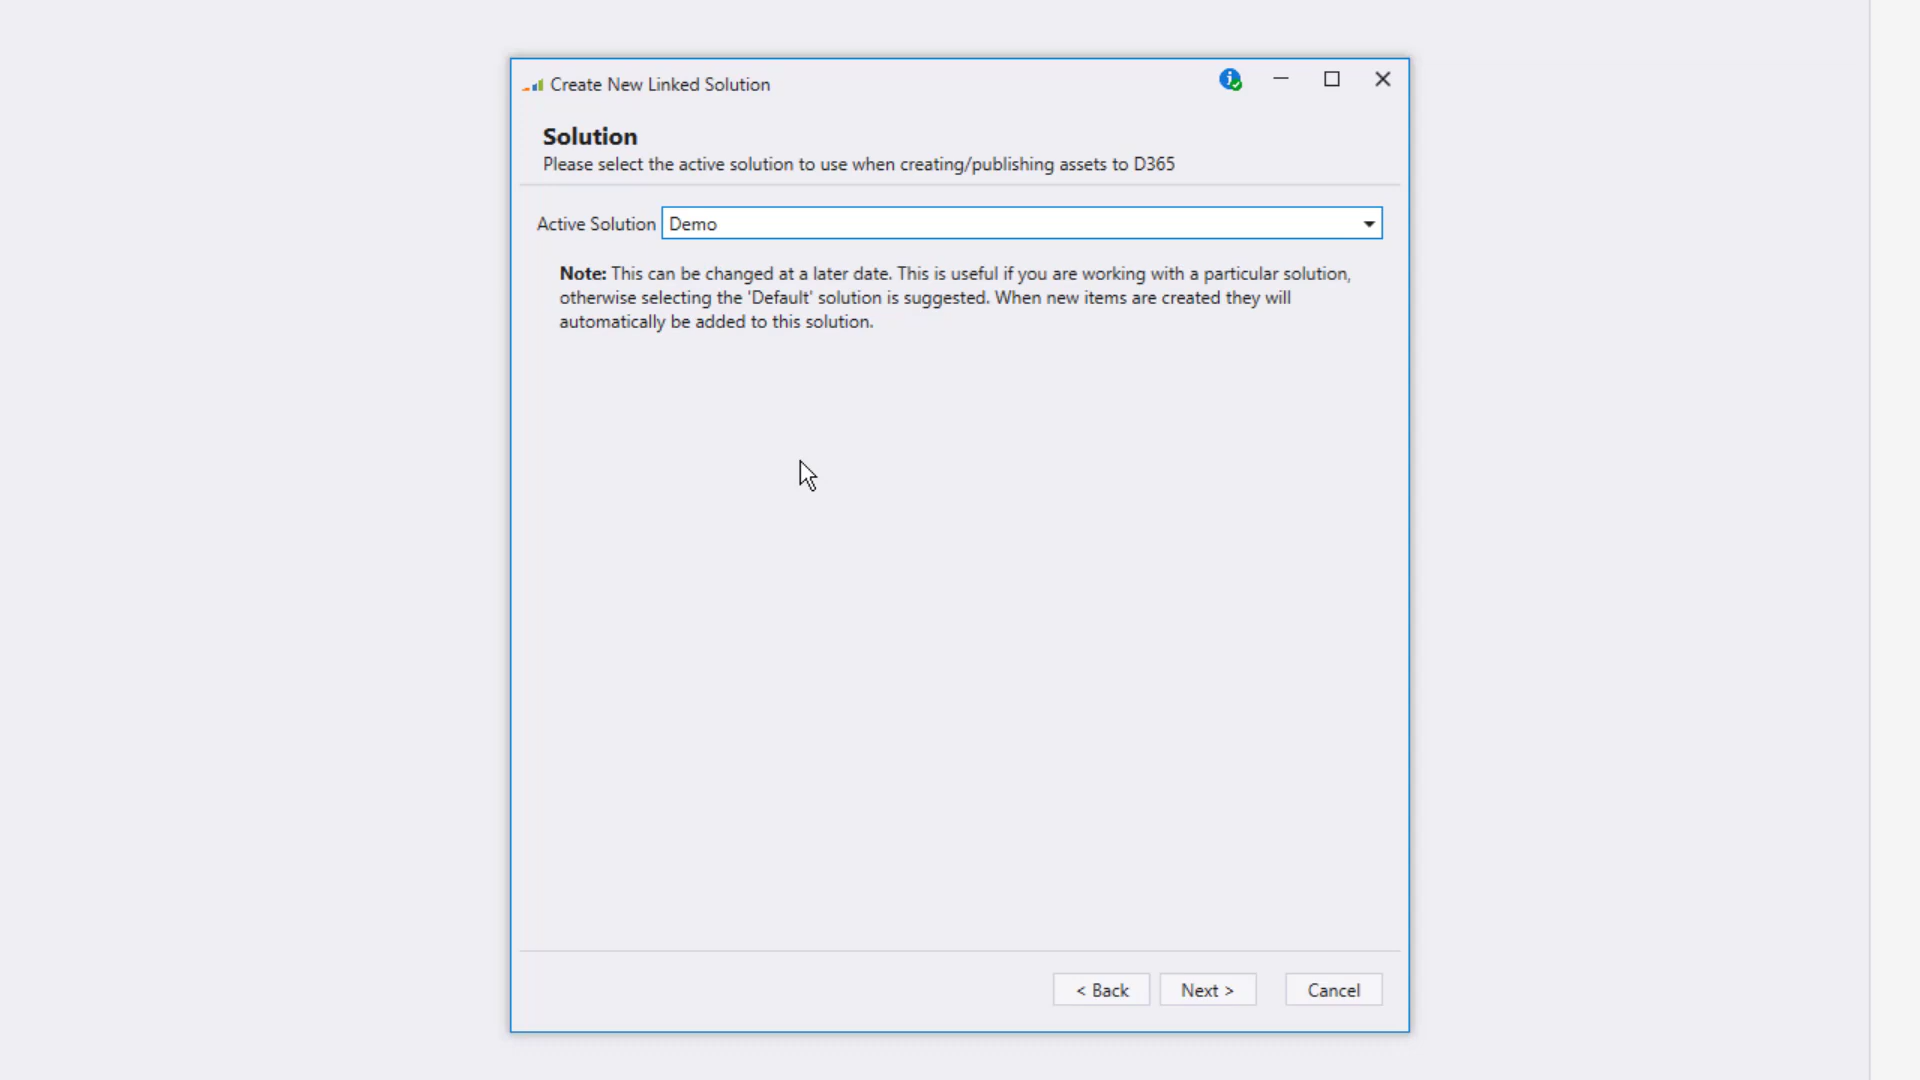 Create New Linked Solution
Solution
Please select the active solution to use when creating/publishing assets to D365
Active Solution Demo
Note: This can be changed at a later date. This is useful if you are working with a particular solution,
otherwise selecting the 'Default' solution is suggested. When new items are created they will
automatically be added to this solution.
< Back Next > Cancel